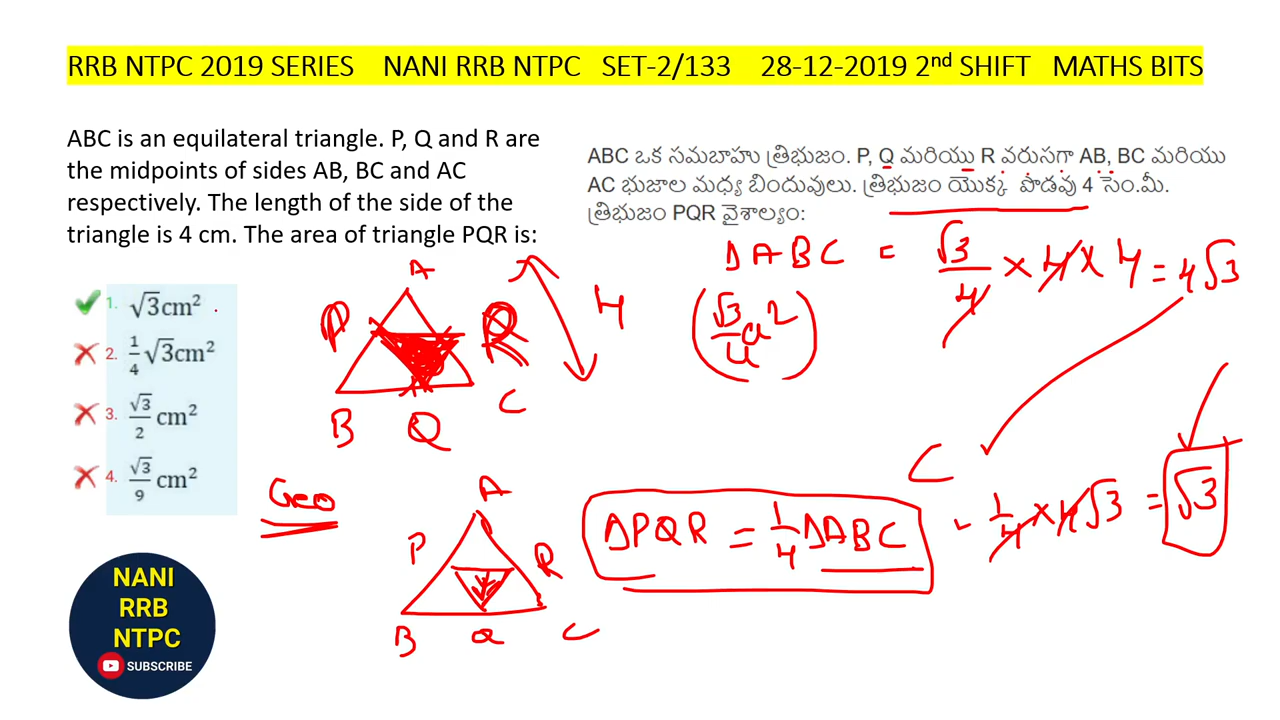 RRB NTPC 2019 SERIES NANI RRB NTPC SET-2/133 28-12-2019 2nd SHIFT MATHS BITS
ABC is an equilateral triangle. P, Q and R are
the midpoints of sides AB, BC and AC
respectively. The length of the side of the
triangle is 4 cm. The area of triangle PQR is:
ABC ఒక సమబాహు త్రిభుజం. P, Q మరియు R వరుసగా AB, BC మరియు
AC భుజాల మధ్య బిందువులు. త్రిభుజం యొక్క పొడవు 4 సెం.మీ.
త్రిభుజం PQR వైశాల్యం:
1. √3cm²
2. 1/4 √3cm²
3. √3/2 cm²
4. √3/9 cm²
A
P
R
B
Q
C
4
ΔABC = √3/4 × 4 × 4 = 4√3
(√3/4 a²)
Geo
A
P
R
B
Q
C
ΔPQR = 1/4 ΔABC
= 1/4 × 4√3 = √3
NANI
RRB
NTPC
SUBSCRIBE